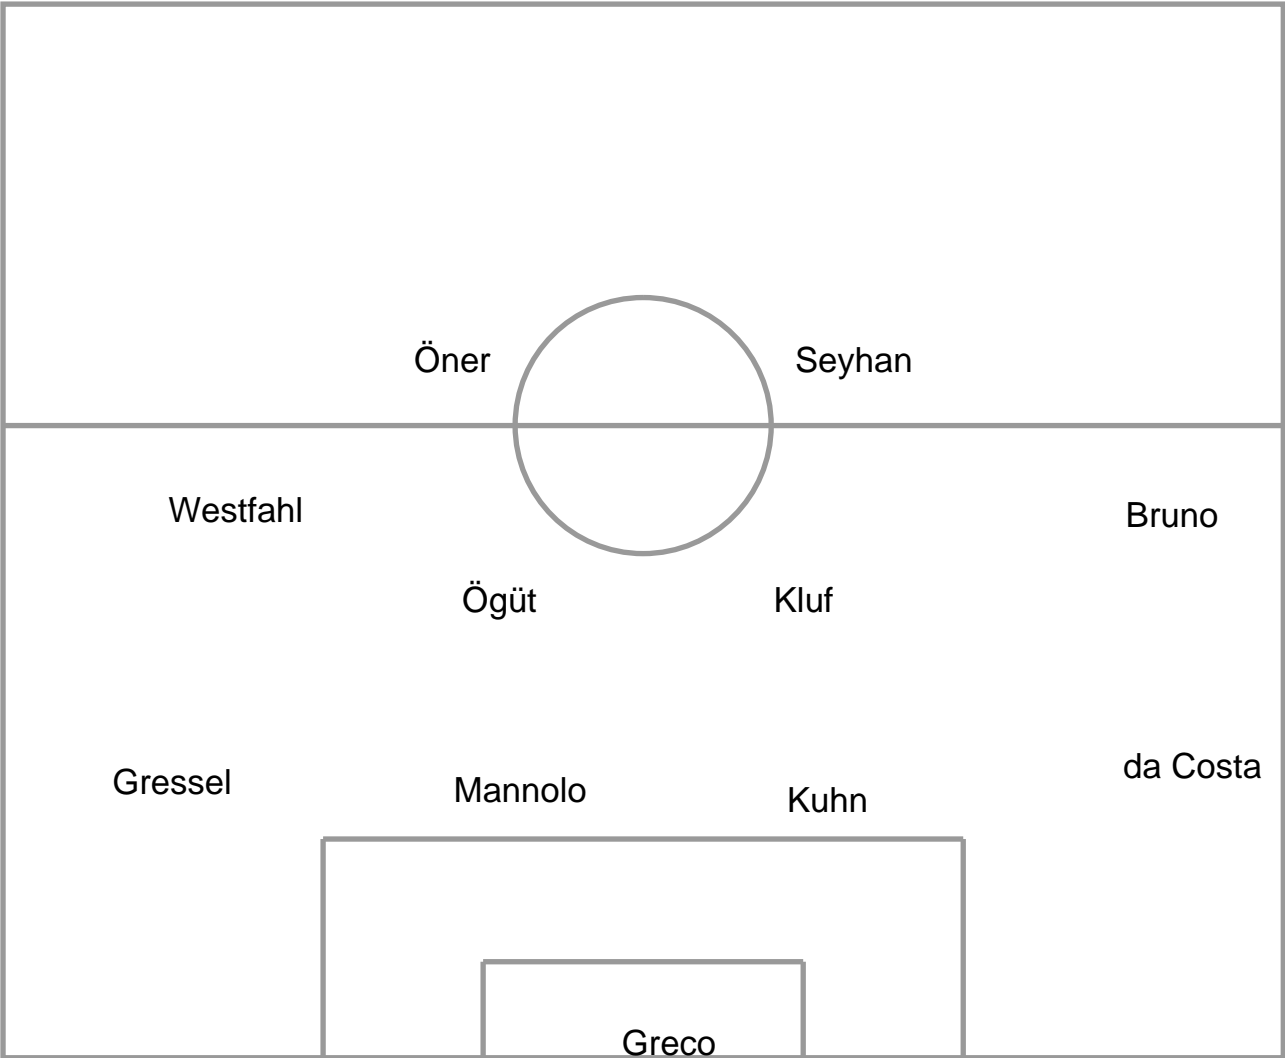 Öner
Seyhan
Westfahl
Bruno
Ögüt
Kluf
Gressel
Mannolo
Kuhn
da Costa
Greco